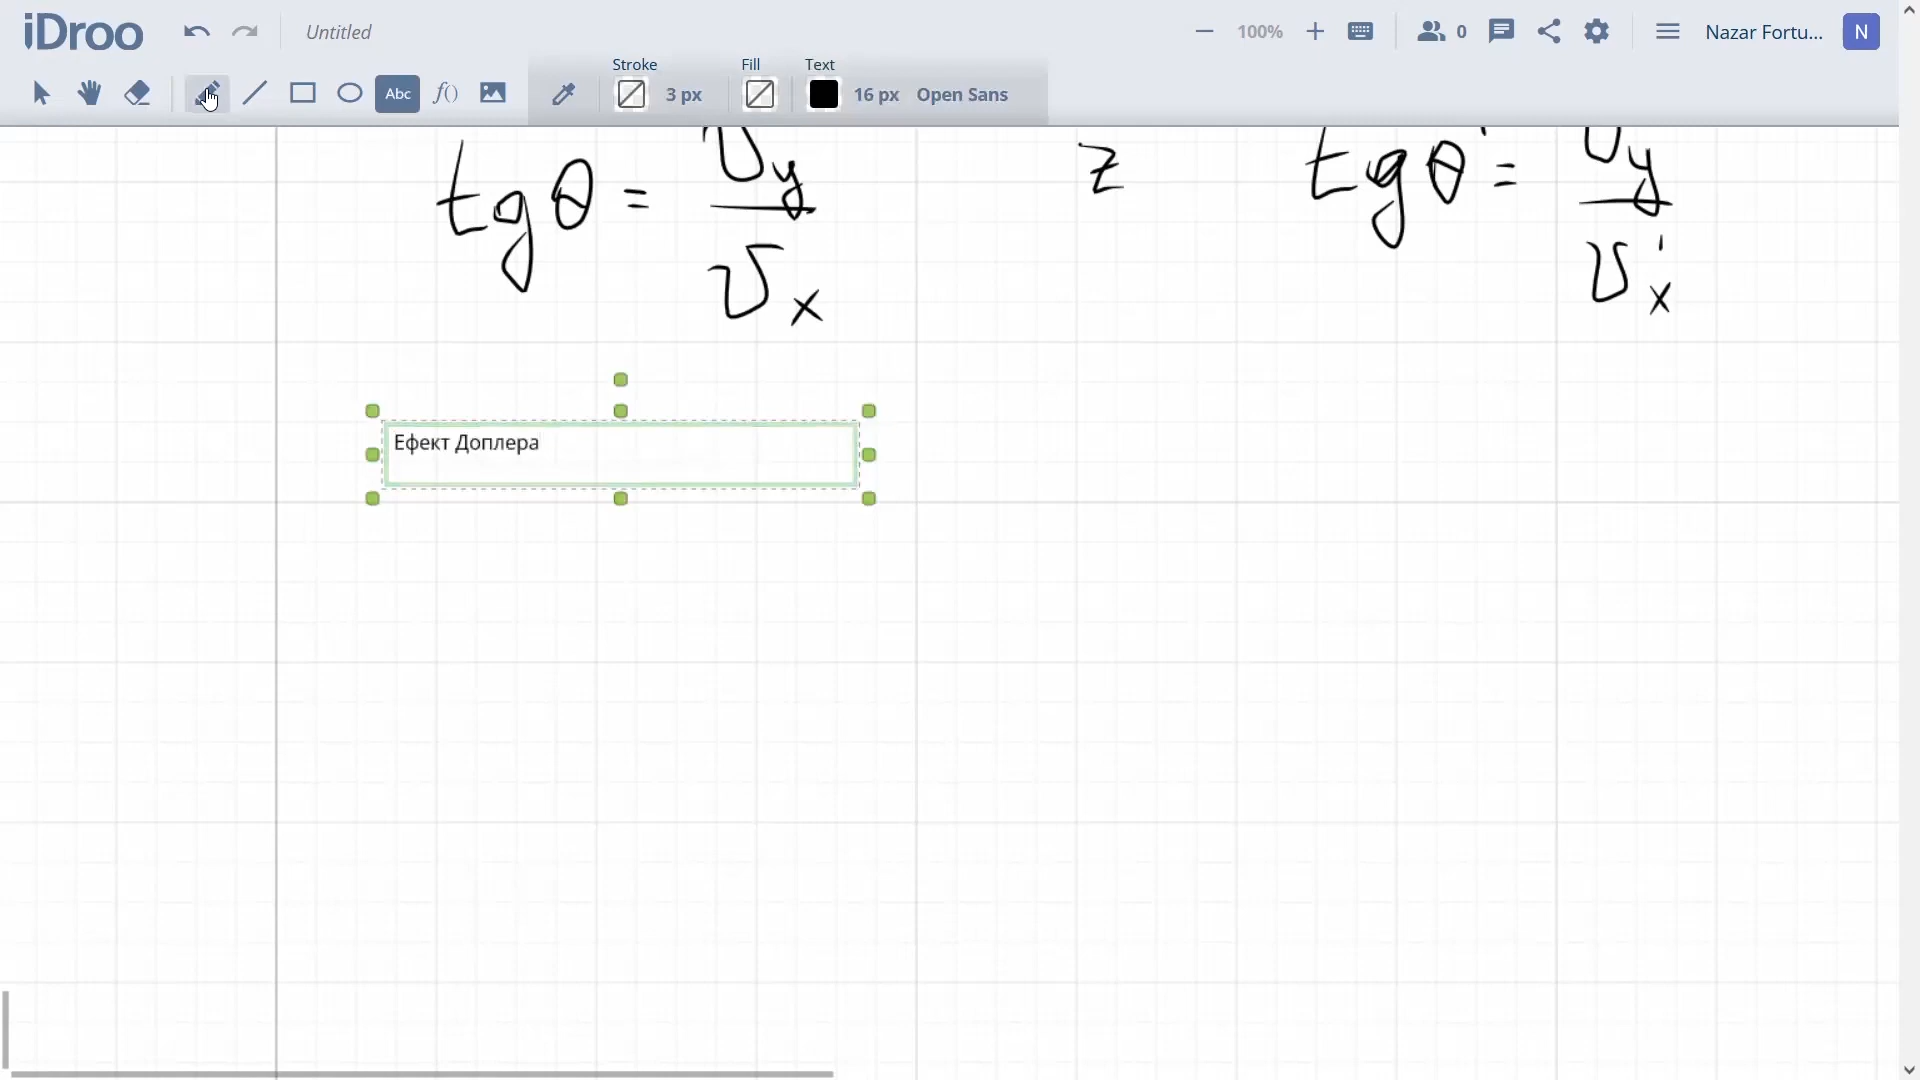 iDroo
Untitled
100%
0
Nazar Fortu...
N
Stroke
Fill
Text
Abc
f()
3 px
16 px
Open Sans
tgθ = υy / υx
z
tgθ' = υy / υ'x
Ефект Доплера